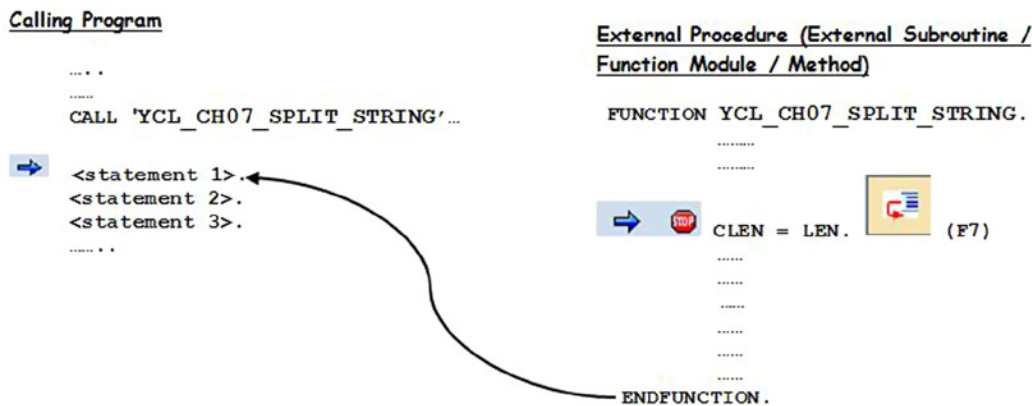 Calling Program
.... .
......
CALL 'YCL_CH07_SPLIT_STRING'…
<statement 1>.
<statement 2>.
<statement 3>.
...... .
External Procedure (External Subroutine /
Function Module / Method)
FUNCTION YCL_CH07_SPLIT_STRING.
.........
.........
STOP CLEN = LEN. (F7)
......
......
......
......
......
......
ENDFUNCTION.